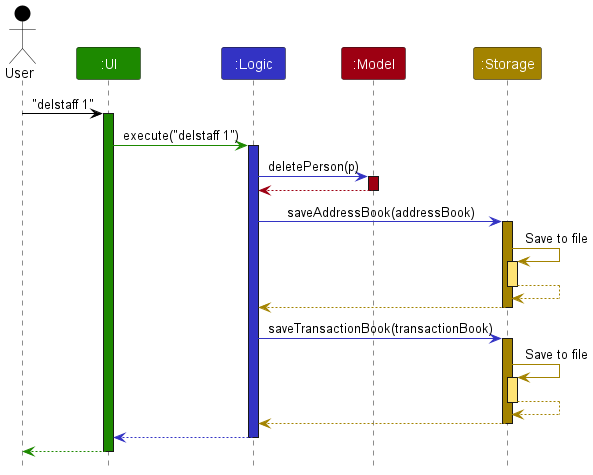 User
:UI
:Logic
:Model
:Storage
"delstaff 1"
execute("delstaff 1")
deletePerson(p)
saveAddressBook(addressBook)
Save to file
saveTransactionBook(transactionBook)
Save to file